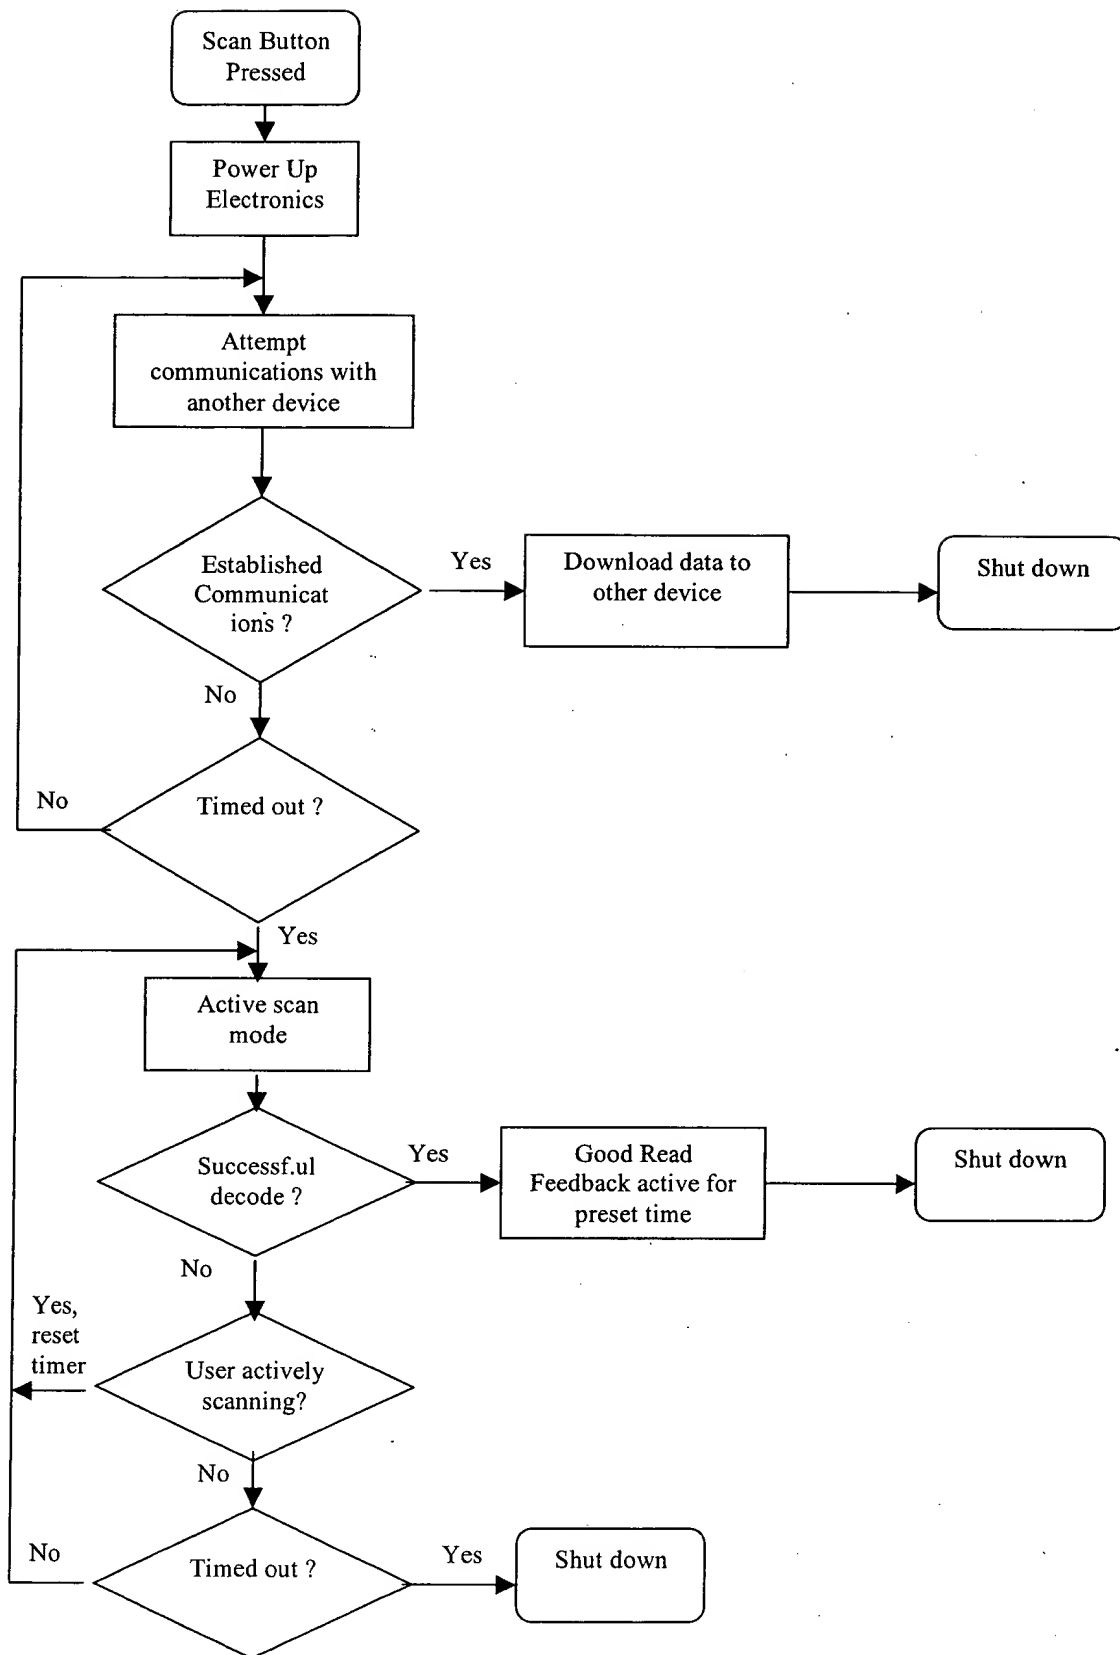 Scan Button
Pressed
Power Up
Electronics
Attempt
communications with
another device
Established
Communicat
ions ?
Yes
Download data to
other device
Shut down
No
Timed out ?
No
Yes
Active scan
mode
Successf.ul
decode ?
Yes
Good Read
Feedback active for
preset time
Shut down
No
Yes,
reset
timer
User actively
scanning?
No
Timed out ?
No
Yes
Shut down